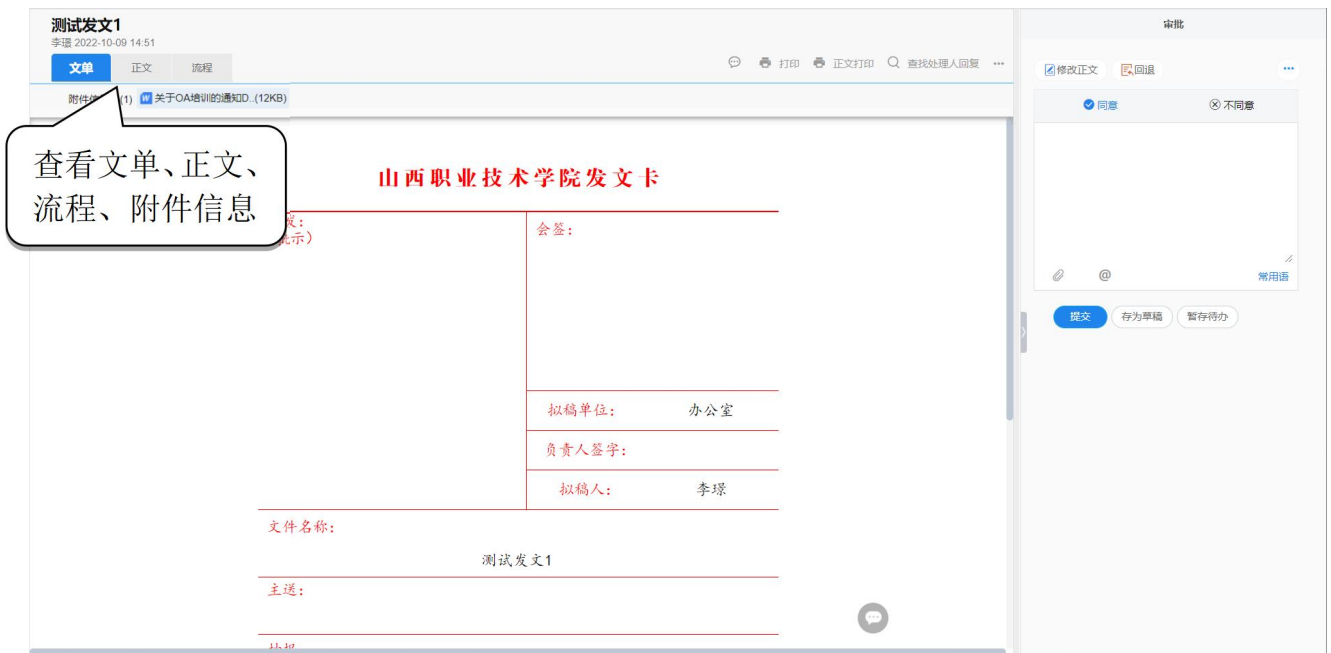 测试发文1
李璟 2022-10-09 14:51
文单 正文 流程
打印 正文打印 查找处理人回复
(1) 关于OA培训的通知D..(12KB)
查看文单、正文、
流程、附件信息
山西职业技术学院发文卡
会签：
拟稿单位： 办公室
负责人签字：
拟稿人： 李璟
文件名称：
测试发文1
主送：
审批
修改正文 回退
同意 不同意
@ 常用语
提交 存为草稿 暂存待办